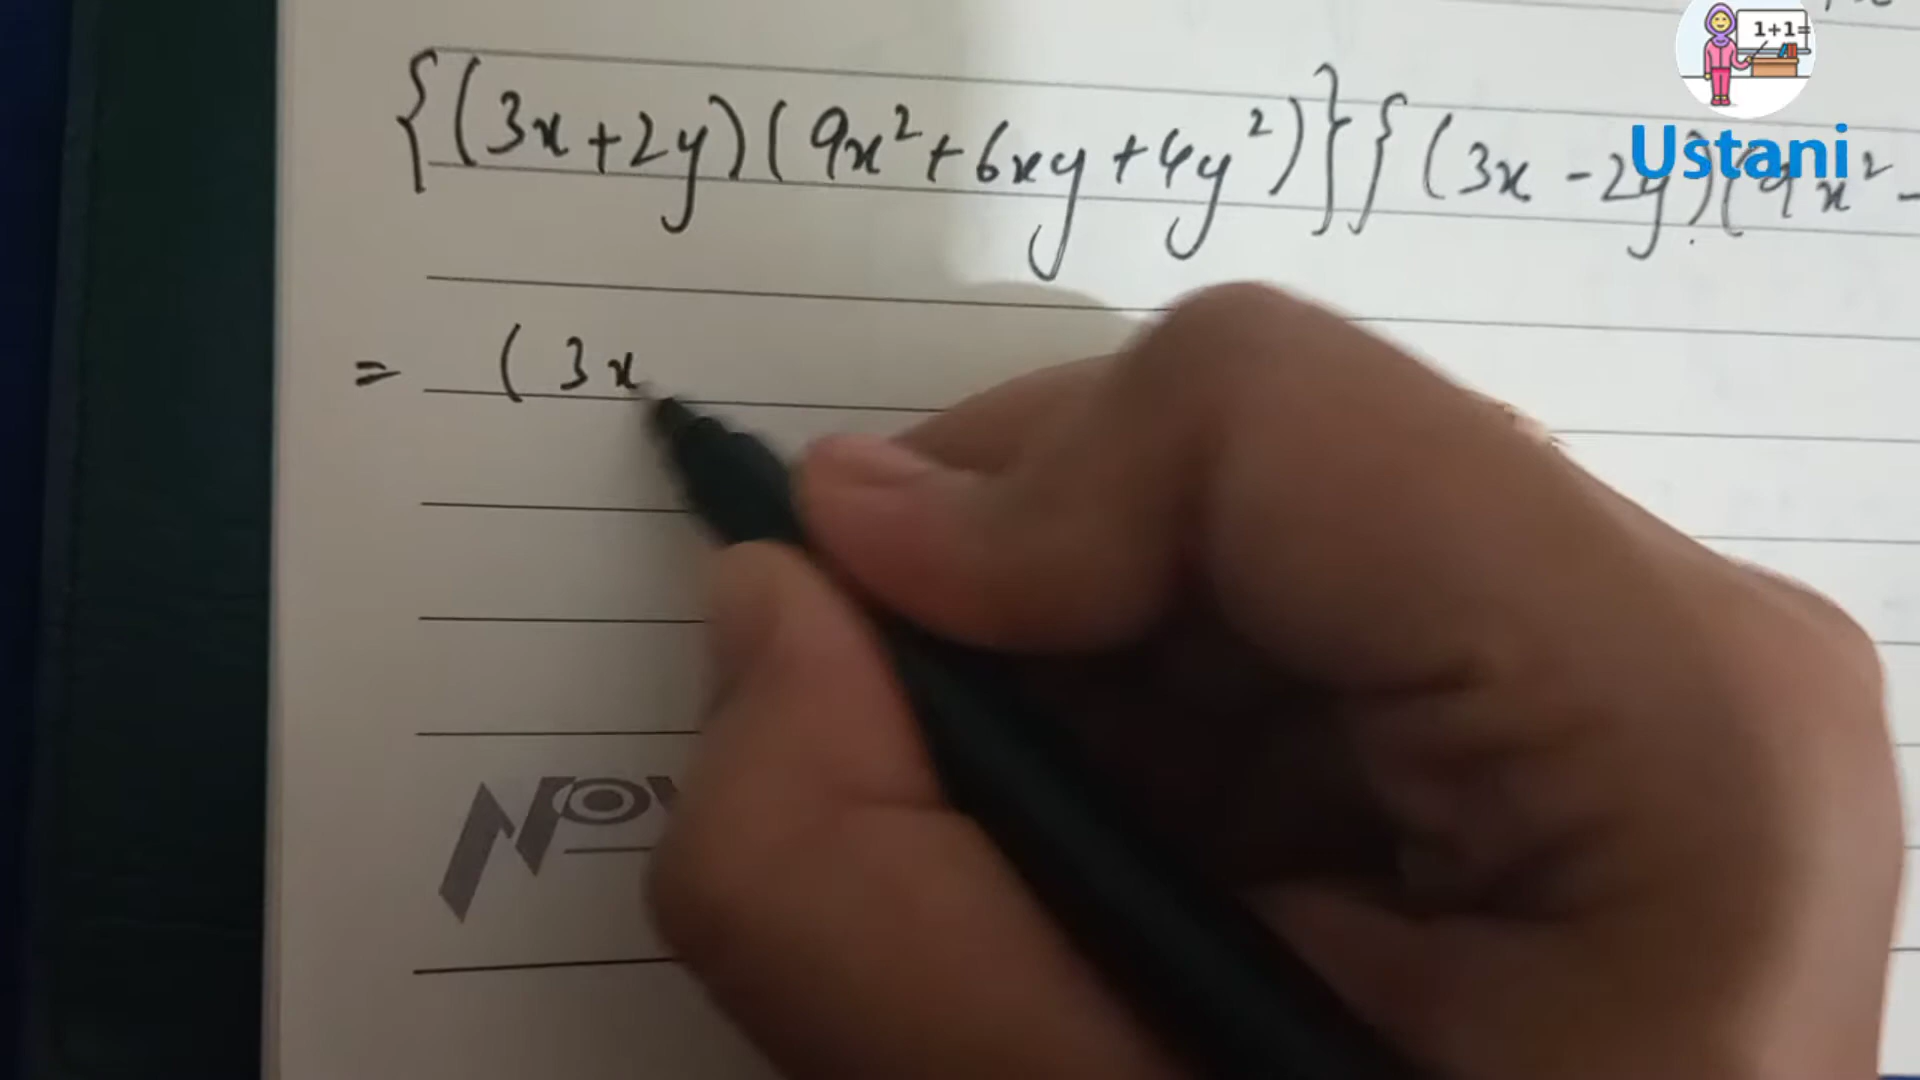 1+1=
Ustani
{(3x+2y)(9x²+6xy+4y²)}{(3x-2y)(9x²-
= (3x